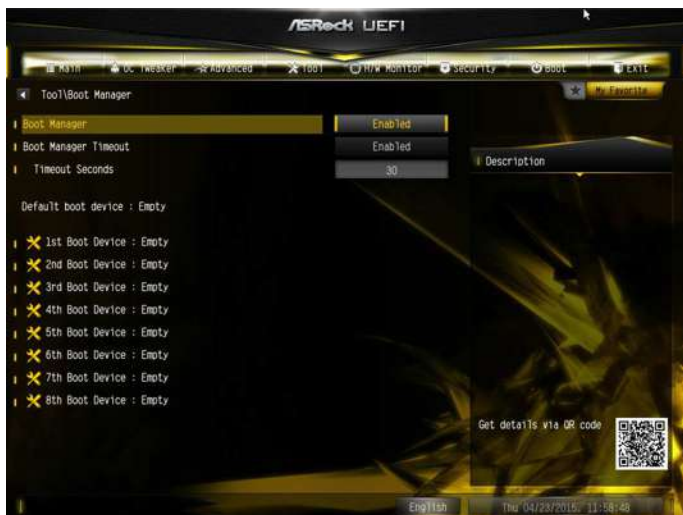 ASRock UEFI
Main OC Tweaker Advanced Tool H/W Monitor Security Boot Exit
Tool\Boot Manager
My Favorite
Boot Manager Enabled
Boot Manager Timeout Enabled
Timeout Seconds 30
Description
Default boot device : Empty
1st Boot Device : Empty
2nd Boot Device : Empty
3rd Boot Device : Empty
4th Boot Device : Empty
5th Boot Device : Empty
6th Boot Device : Empty
7th Boot Device : Empty
8th Boot Device : Empty
Get details via QR code
English Thu 04/23/2015. 11:58:48